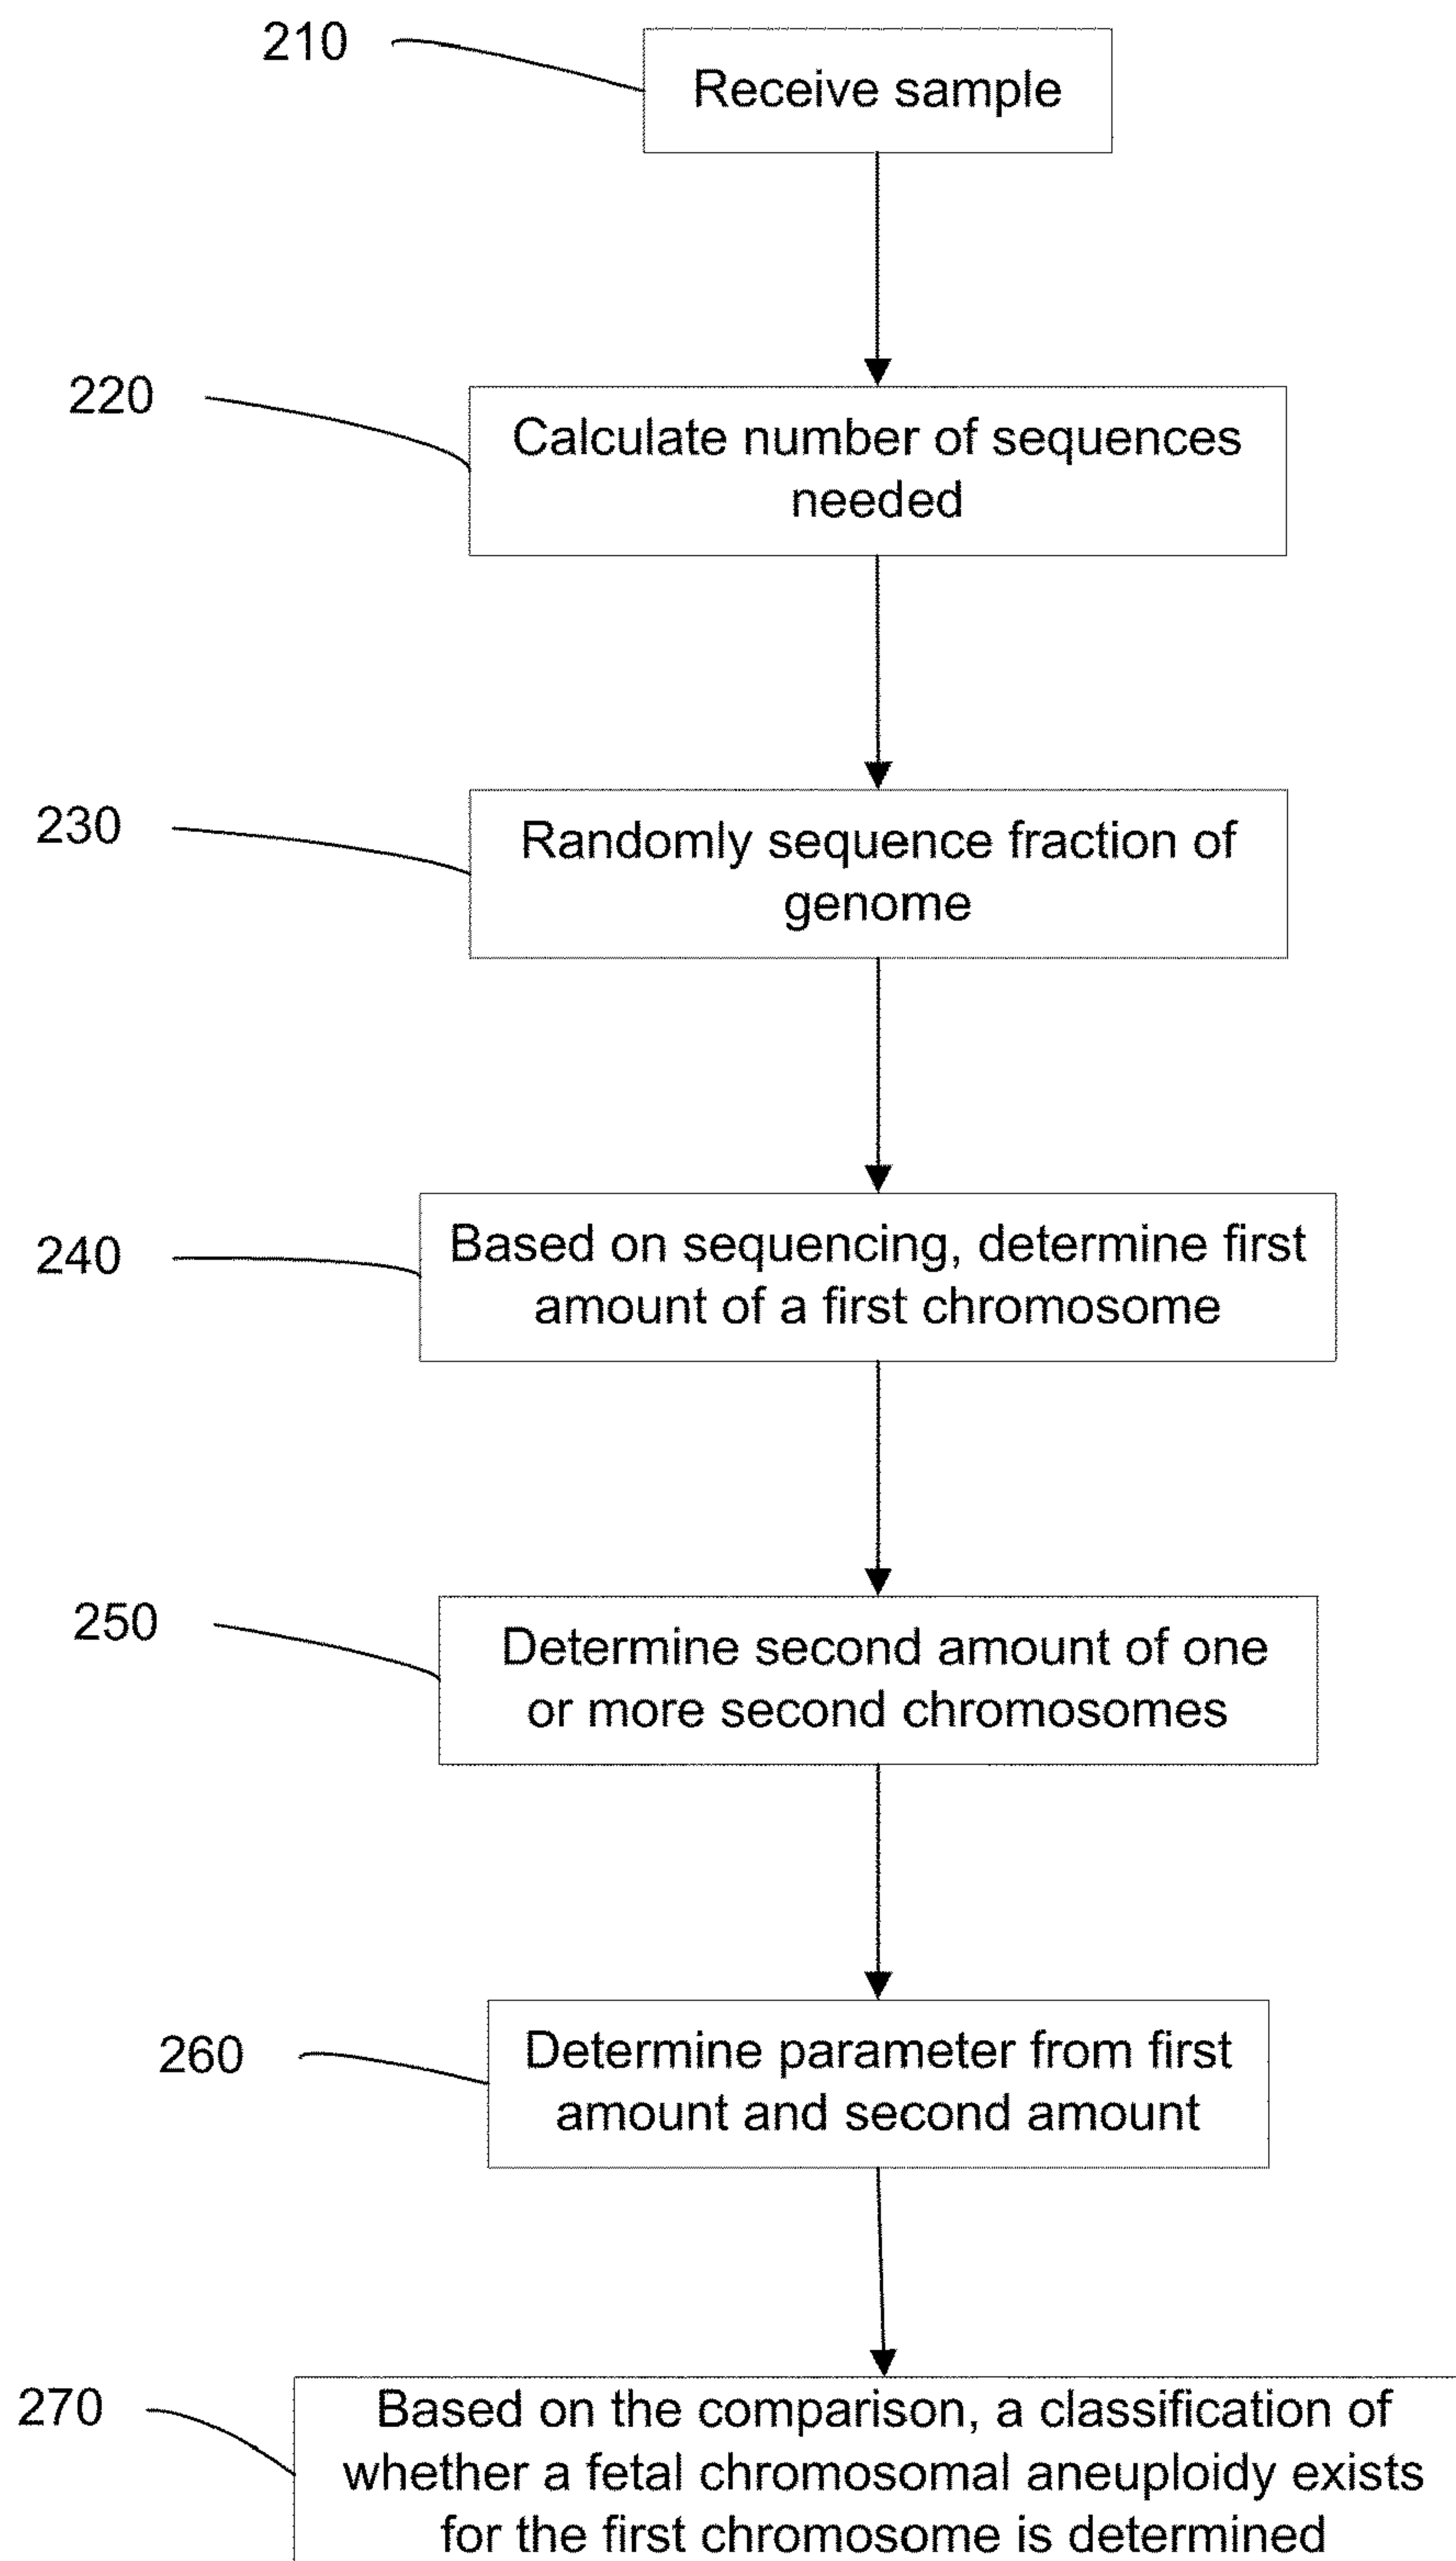 210
Receive sample
220
Calculate number of sequences
needed
230
Randomly sequence fraction of
genome
240
Based on sequencing, determine first
amount of a first chromosome
250
Determine second amount of one
or more second chromosomes
260
Determine parameter from first
amount and second amount
270
Based on the comparison, a classification of
whether a fetal chromosomal aneuploidy exists
for the first chromosome is determined